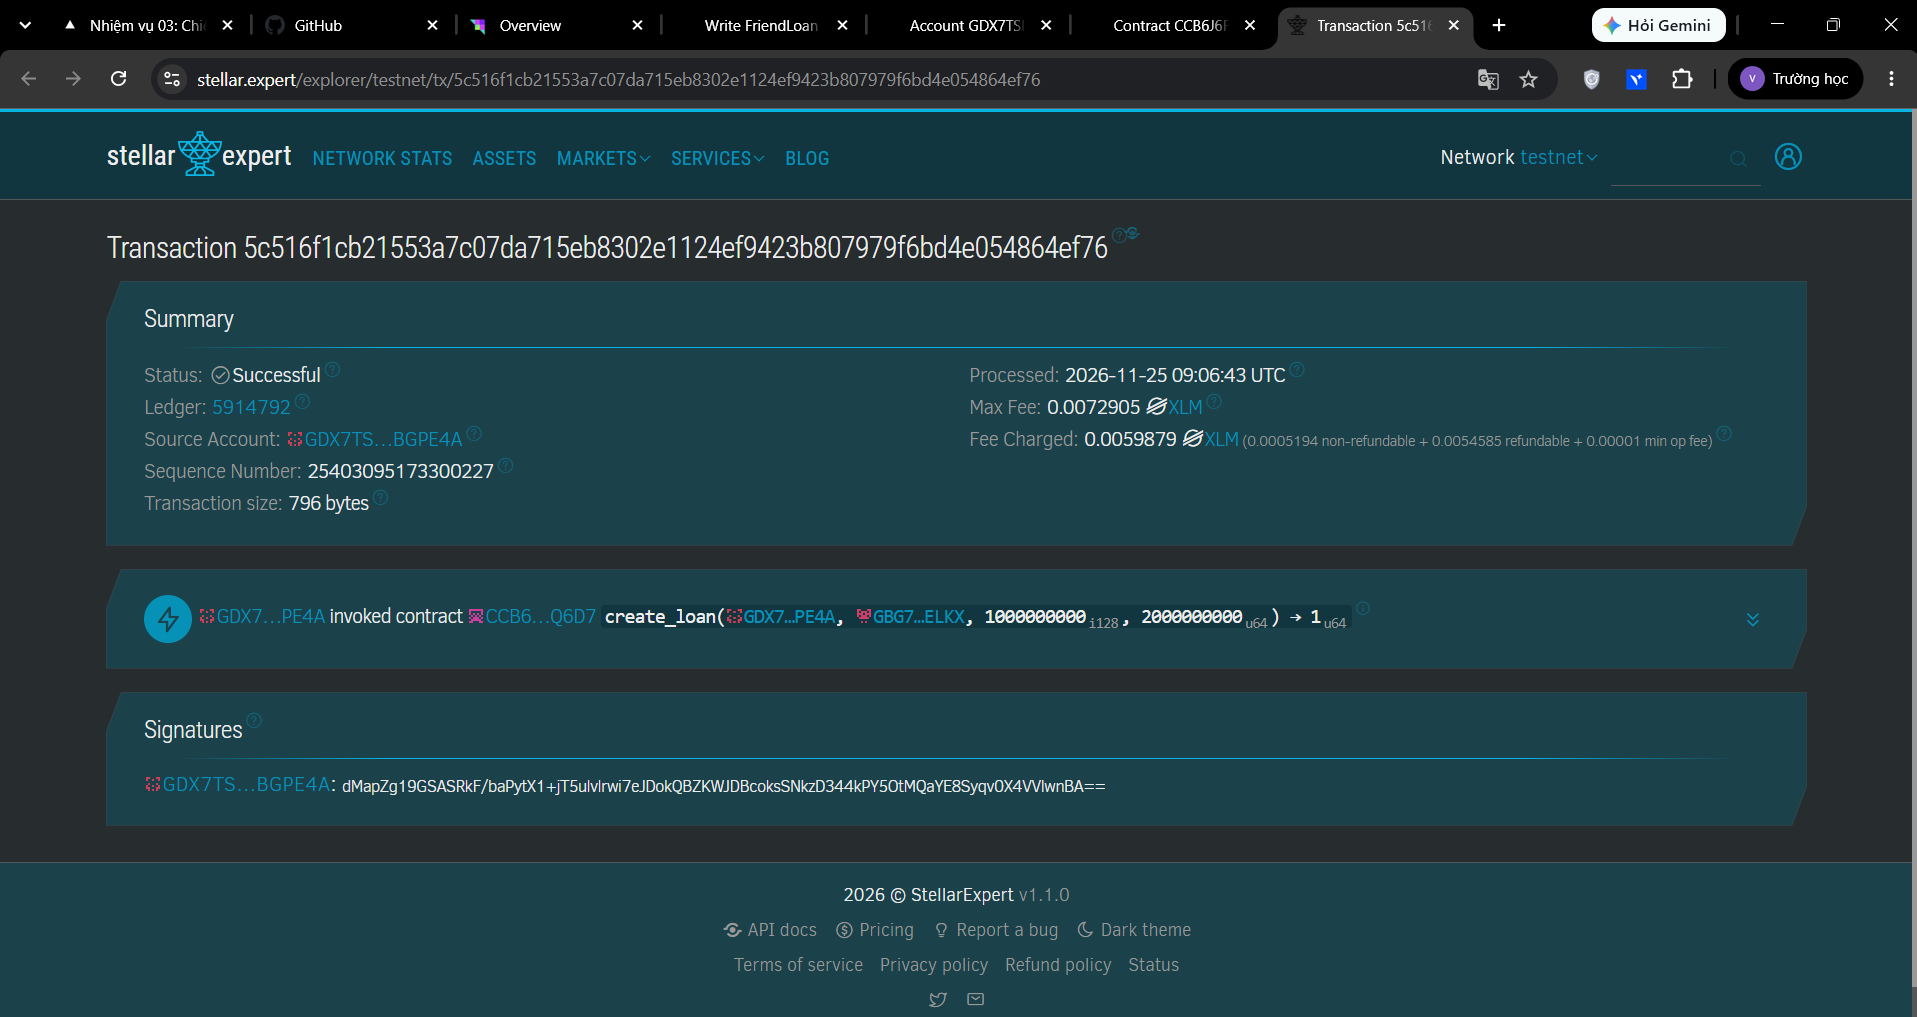 Nhiệm vụ 03: Chi
GitHub
Overview
Write FriendLoan
Account GDX7TS
Contract CCB6J6F
Transaction 5c516
Hỏi Gemini
stellar.expert/explorer/testnet/tx/5c516f1cb21553a7c07da715eb8302e1124ef9423b807979f6bd4e054864ef76
V Trường học
stellar expert NETWORK STATS ASSETS MARKETS SERVICES BLOG Network testnet
Transaction 5c516f1cb21553a7c07da715eb8302e1124ef9423b807979f6bd4e054864ef76
Summary
Status: Successful
Ledger: 5914792
Source Account: GDX7TS…BGPE4A
Sequence Number: 25403095173300227
Transaction size: 796 bytes
Processed: 2026-11-25 09:06:43 UTC
Max Fee: 0.0072905 XLM
Fee Charged: 0.0059879 XLM (0.0005194 non-refundable + 0.0054585 refundable + 0.00001 min op fee)
GDX7…PE4A invoked contract CCB6…Q6D7 create_loan(GDX7…PE4A, GBG7…ELKX, 1000000000 i128, 2000000000 u64) → 1 u64
Signatures
GDX7TS…BGPE4A: dMapZg19GSASRkF/baPytX1+jT5ulvlrwi7eJDokQBZKWJDBcoksSNkzD344kPY5OtMQaYE8Syqv0X4VVlwnBA==
2026 © StellarExpert v1.1.0
API docs Pricing Report a bug Dark theme
Terms of service Privacy policy Refund policy Status